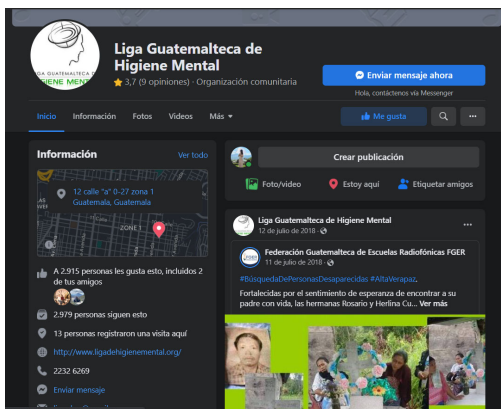 GA GUATEMALTECA D
IENE MENT
Liga Guatemalteca de
Higiene Mental
3,7 (9 opiniones) · Organización comunitaria
Enviar mensaje ahora
Hola, contáctenos vía Messenger
Inicio
Información
Fotos
Videos
Más
Me gusta
Información
Ver todo
12 calle "a" 0-27 zona 1
Guatemala, Guatemala
ZONE 1
A 2.915 personas les gusta esto, incluidos 2
de tus amigos
2.979 personas siguen esto
13 personas registraron una visita aquí
http://www.ligadehigienemental.org/
2232 6269
Enviar mensaje
Crear publicación
Foto/video
Estoy aquí
Etiquetar amigos
Liga Guatemalteca de Higiene Mental
12 de julio de 2018 ·
Federación Guatemalteca de Escuelas Radiofónicas FGER
11 de julio de 2018 ·
#BúsquedaDePersonasDesaparecidas #AltaVerapaz.
Fortalecidas por el sentimiento de esperanza de encontrar a su
padre con vida, las hermanas Rosario y Herlina Cu... Ver más